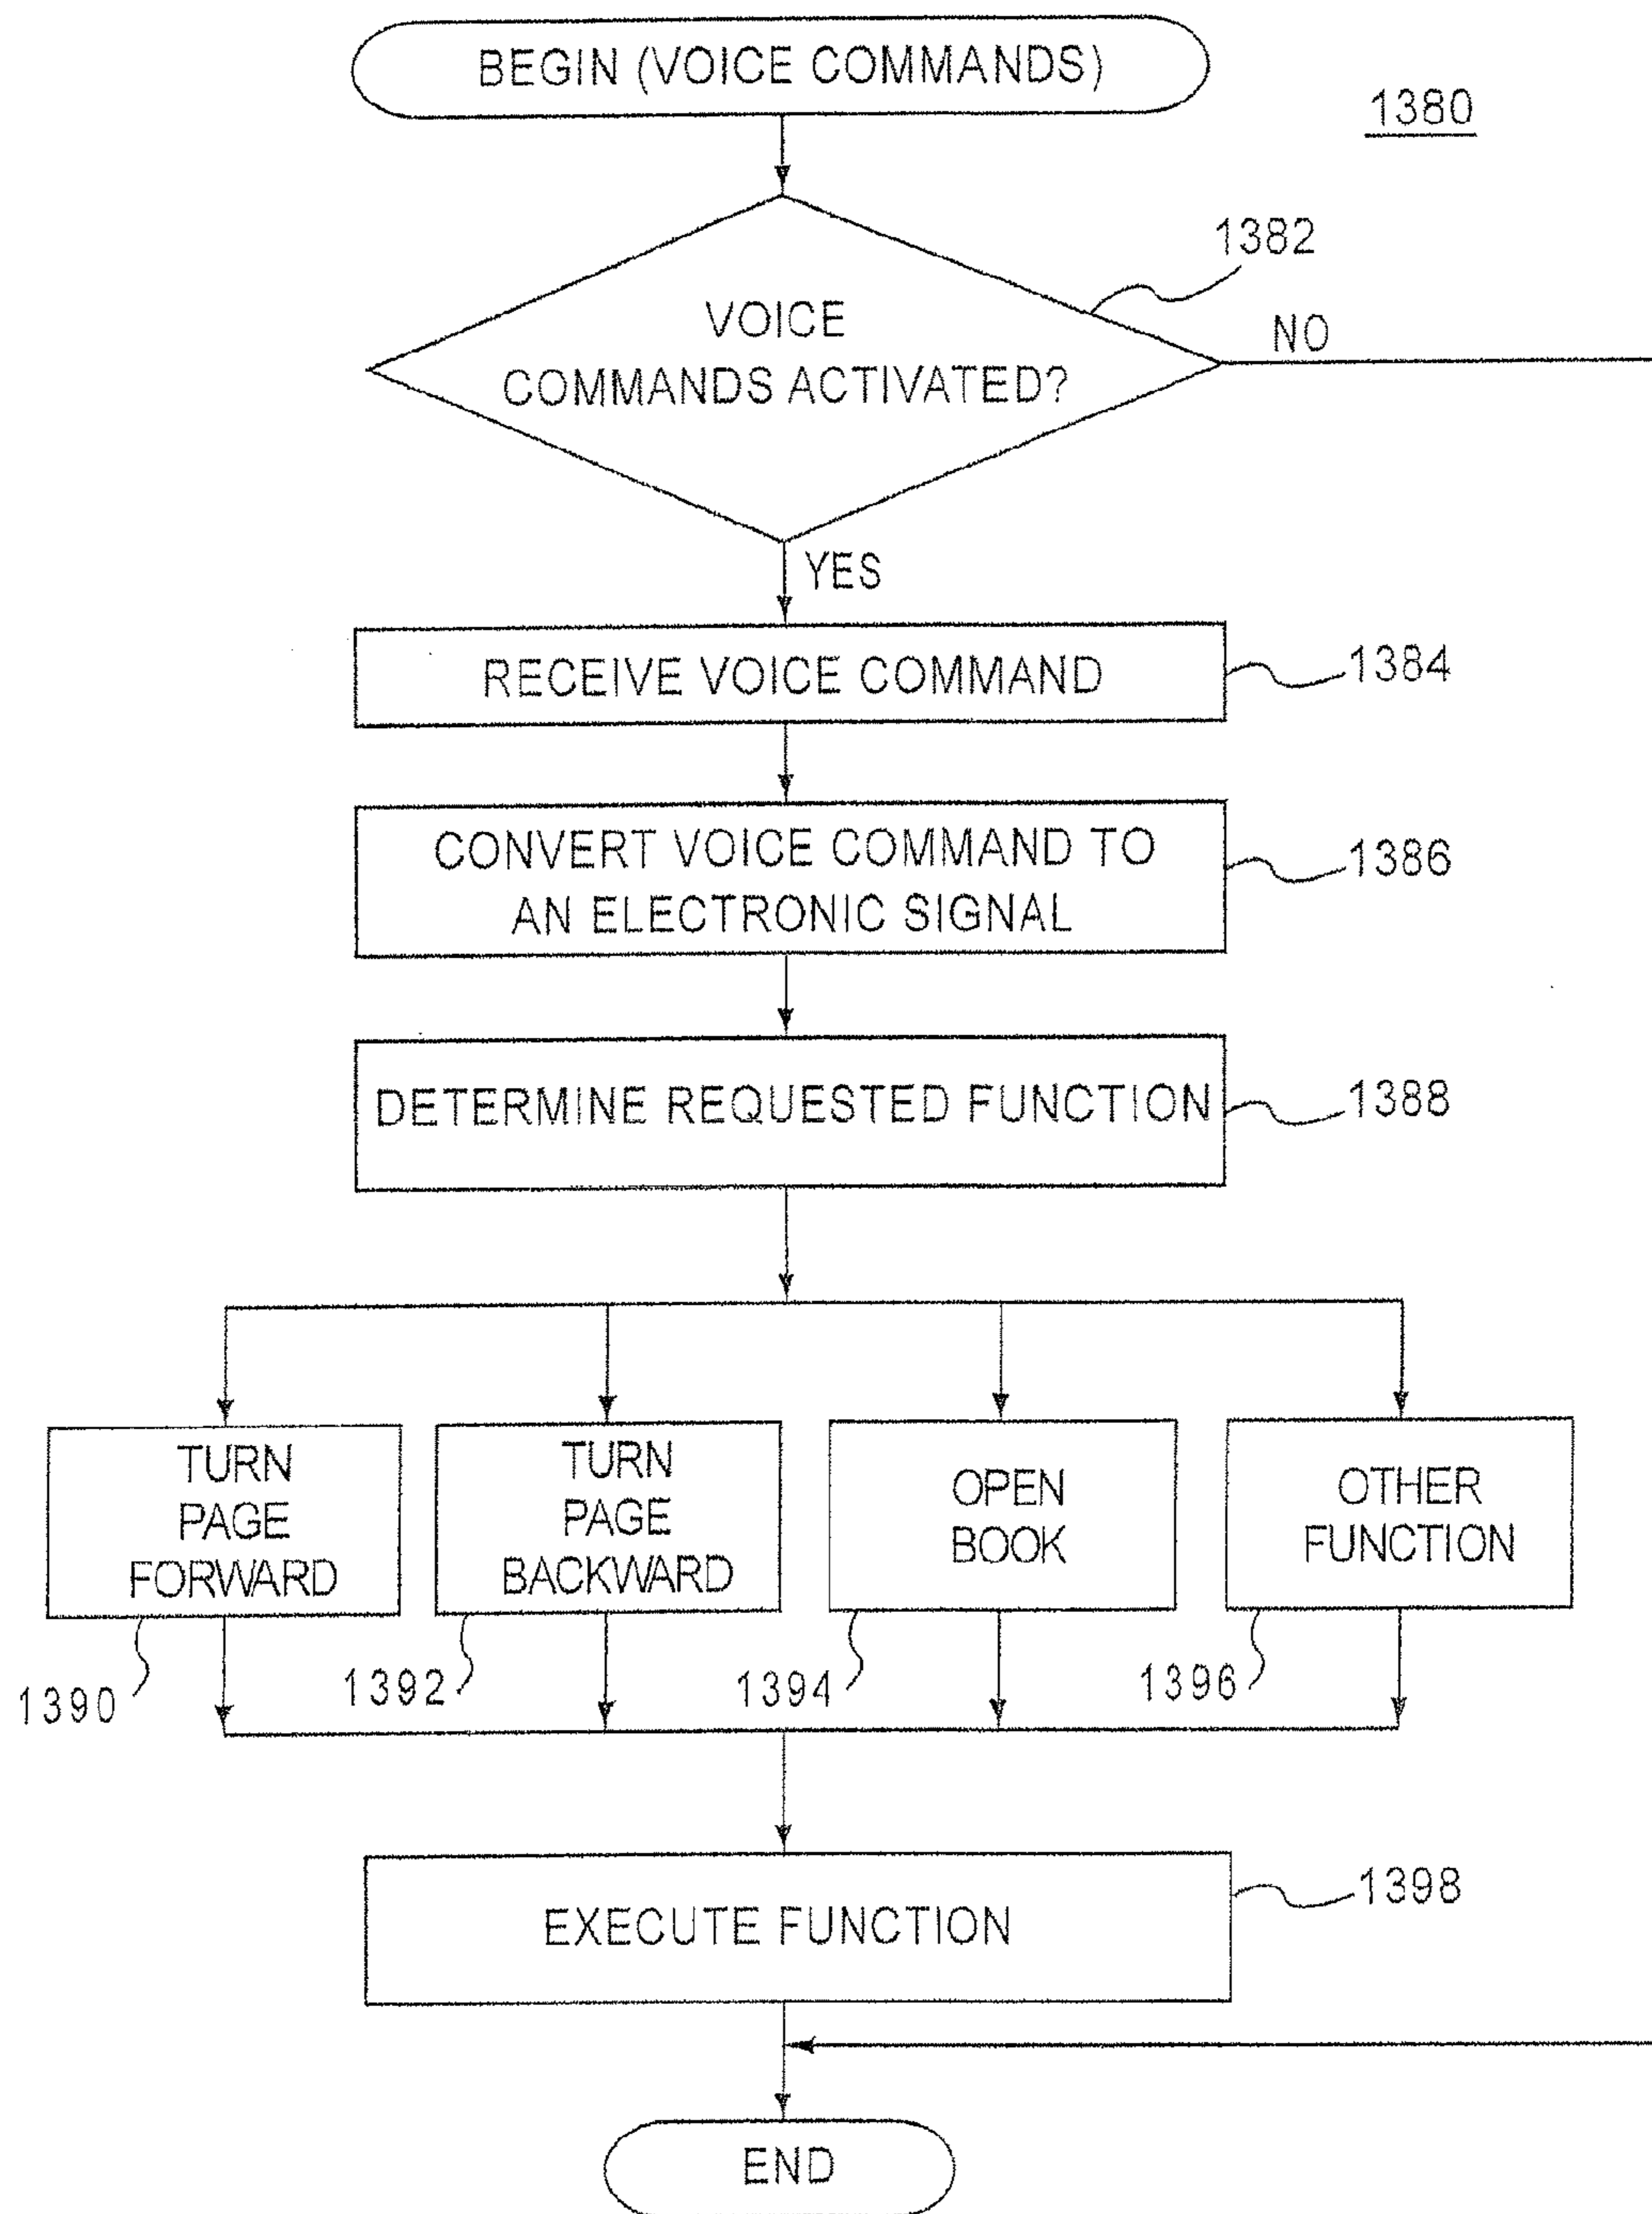 BEGIN (VOICE COMMANDS)
1380
1382
VOICE
COMMANDS ACTIVATED?
NO
YES
RECEIVE VOICE COMMAND
1384
CONVERT VOICE COMMAND TO
AN ELECTRONIC SIGNAL
1386
DETERMINE REQUESTED FUNCTION
1388
TURN
PAGE
FORWARD
1390
TURN
PAGE
BACKWARD
1392
OPEN
BOOK
1394
OTHER
FUNCTION
1396
EXECUTE FUNCTION
1398
END